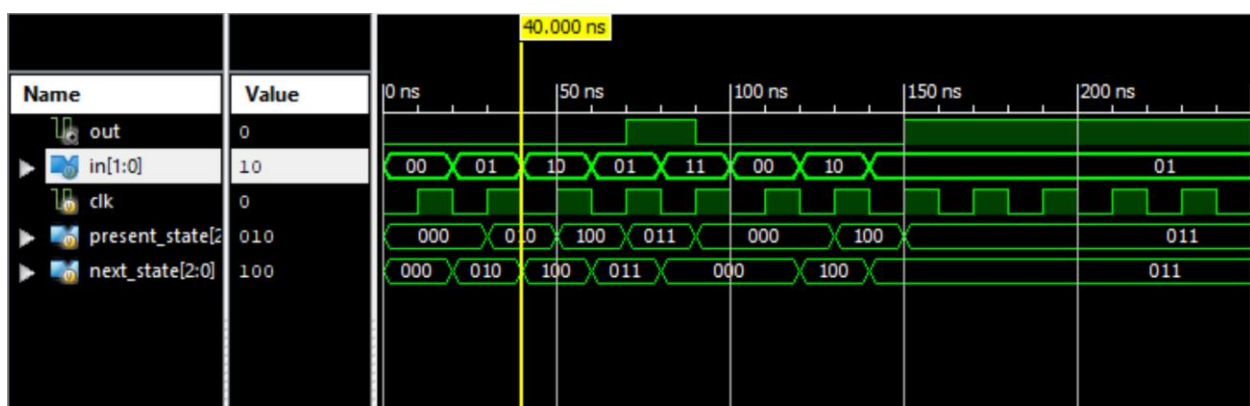 40.000 ns
Name Value 0 ns 50 ns 100 ns 150 ns 200 ns
out 0
in[1:0] 10 00 01 10 01 11 00 10 01
clk 0
present_state[2 010 000 010 100 011 000 100 011
next_state[2:0] 100 000 010 100 011 000 100 011